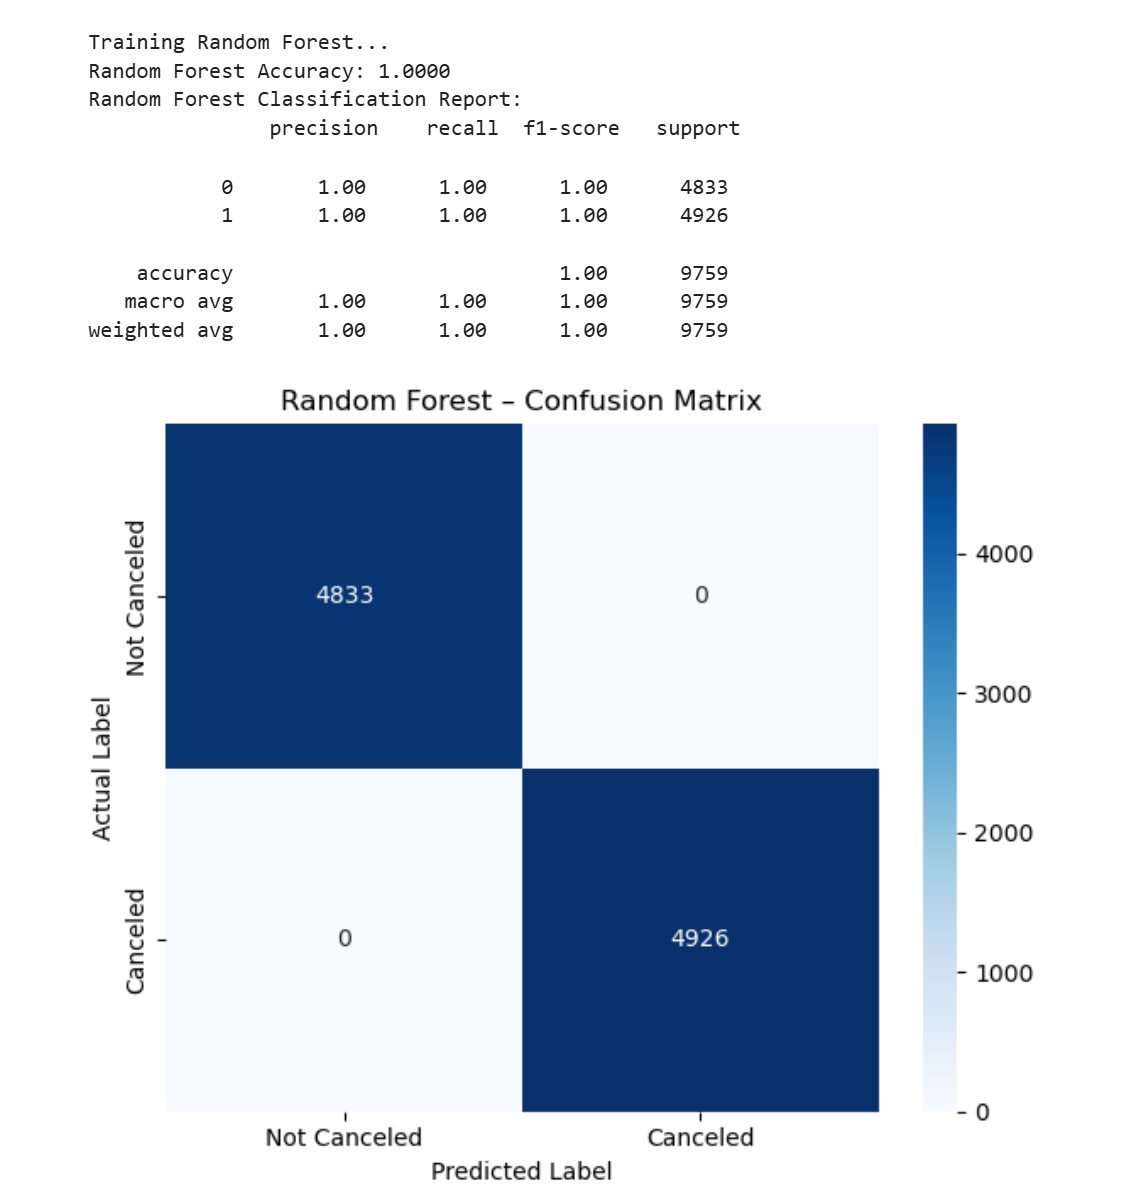 Training Random Forest...
Random Forest Accuracy: 1.0000
Random Forest Classification Report:
precision recall f1-score support
0 1.00 1.00 1.00 4833
1 1.00 1.00 1.00 4926
accuracy 1.00 9759
macro avg 1.00 1.00 1.00 9759
weighted avg 1.00 1.00 1.00 9759
Random Forest – Confusion Matrix
Actual Label
Not Canceled
4833 0
Canceled
0 4926
4000
3000
2000
1000
0
Not Canceled Canceled
Predicted Label